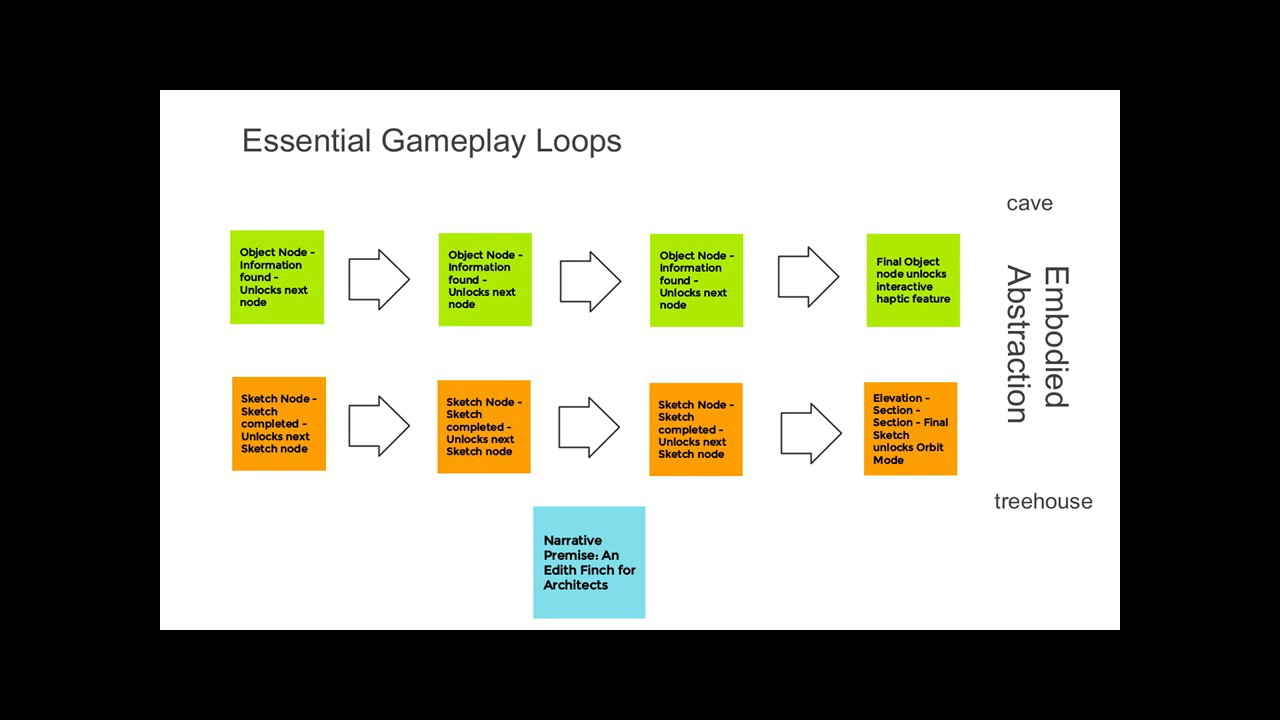 Essential Gameplay Loops
cave
Object Node -
Information
found -
Unlocks next
node
Object Node -
Information
found -
Unlocks next
node
Object Node -
Information
found -
Unlocks next
node
Final Object
node unlocks
interactive
haptic feature
Embodied
Abstraction
Sketch Node -
Sketch
completed -
Unlocks next
Sketch node
Sketch Node -
Sketch
completed -
Unlocks next
Sketch node
Sketch Node -
Sketch
completed -
Unlocks next
Sketch node
Elevation -
Section -
Section - Final
Sketch
unlocks Orbit
Mode
treehouse
Narrative
Premise: An
Edith Finch for
Architects